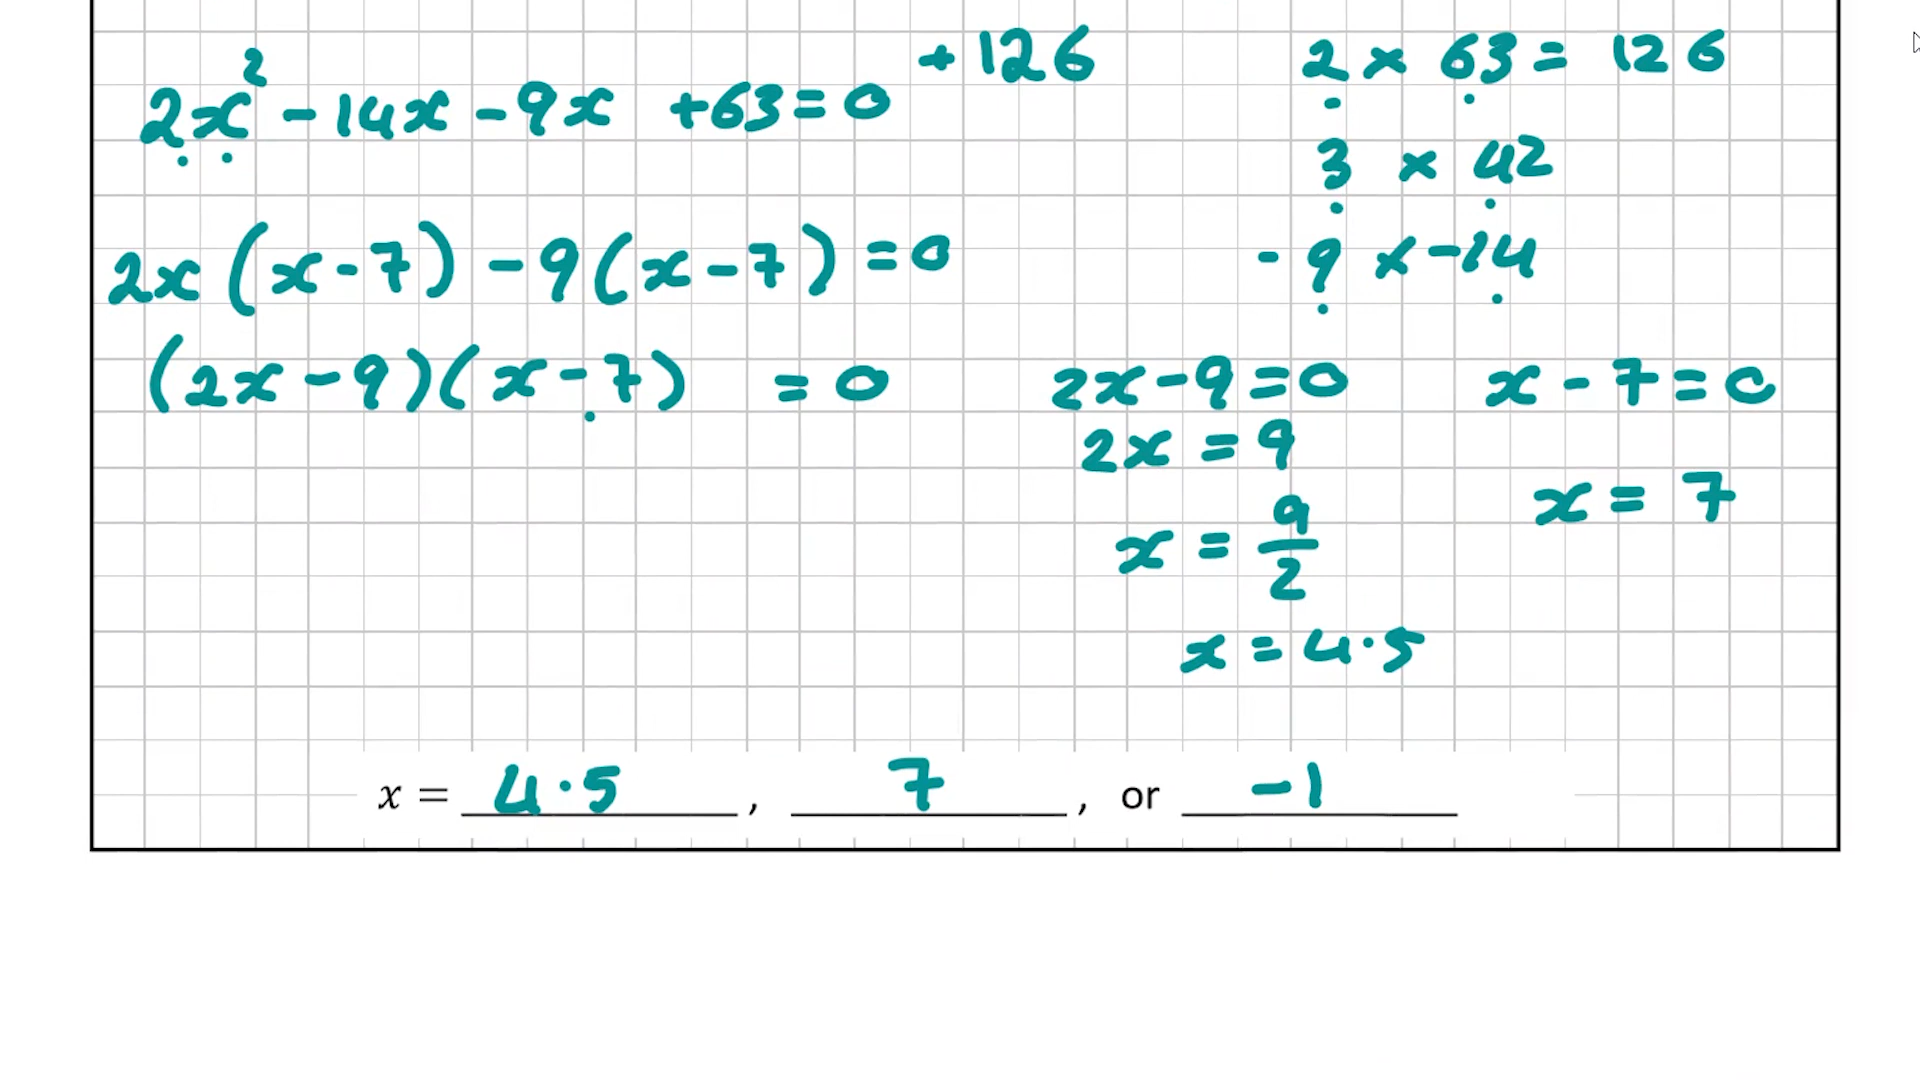 +126
2x² - 14x - 9x +63 = 0
2x(x-7) - 9(x-7) = 0
(2x-9)(x-7) = 0
2 × 63 = 126
3 × 42
-9 × -14
2x - 9 = 0
2x = 9
x = 9/2
x = 4·5
x - 7 = 0
x = 7
x = 4·5 , 7 , or -1